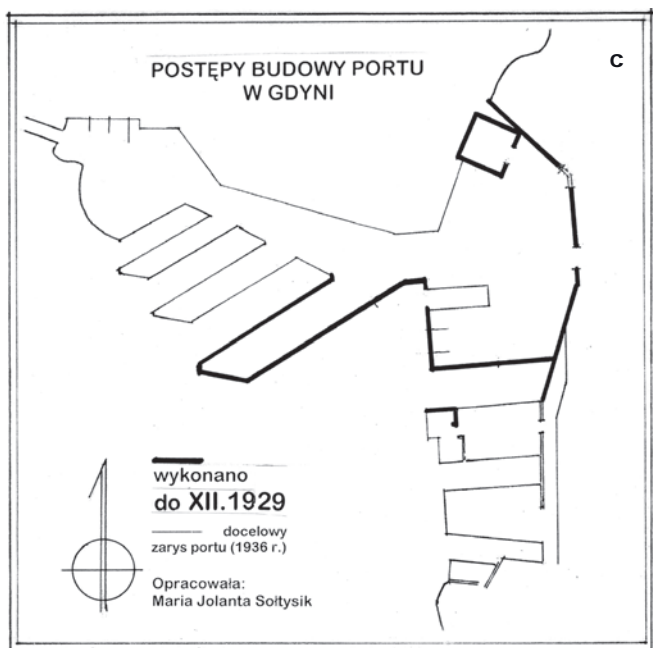 POSTĘPY BUDOWY PORTU
W GDYNI
C
wykonano
do XII.1929
docelowy
zarys portu (1936 r.)
Opracowała:
Maria Jolanta Sołtysik